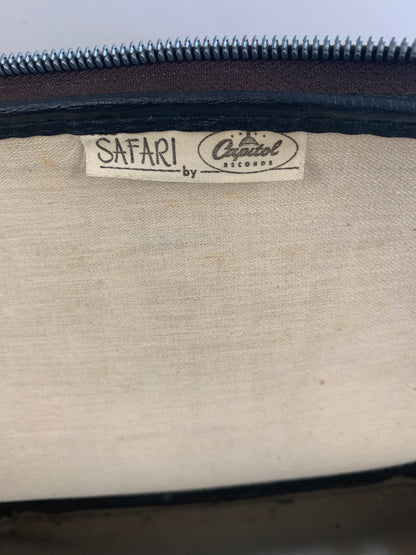 SAFARI
by
Capitol
RECORDS